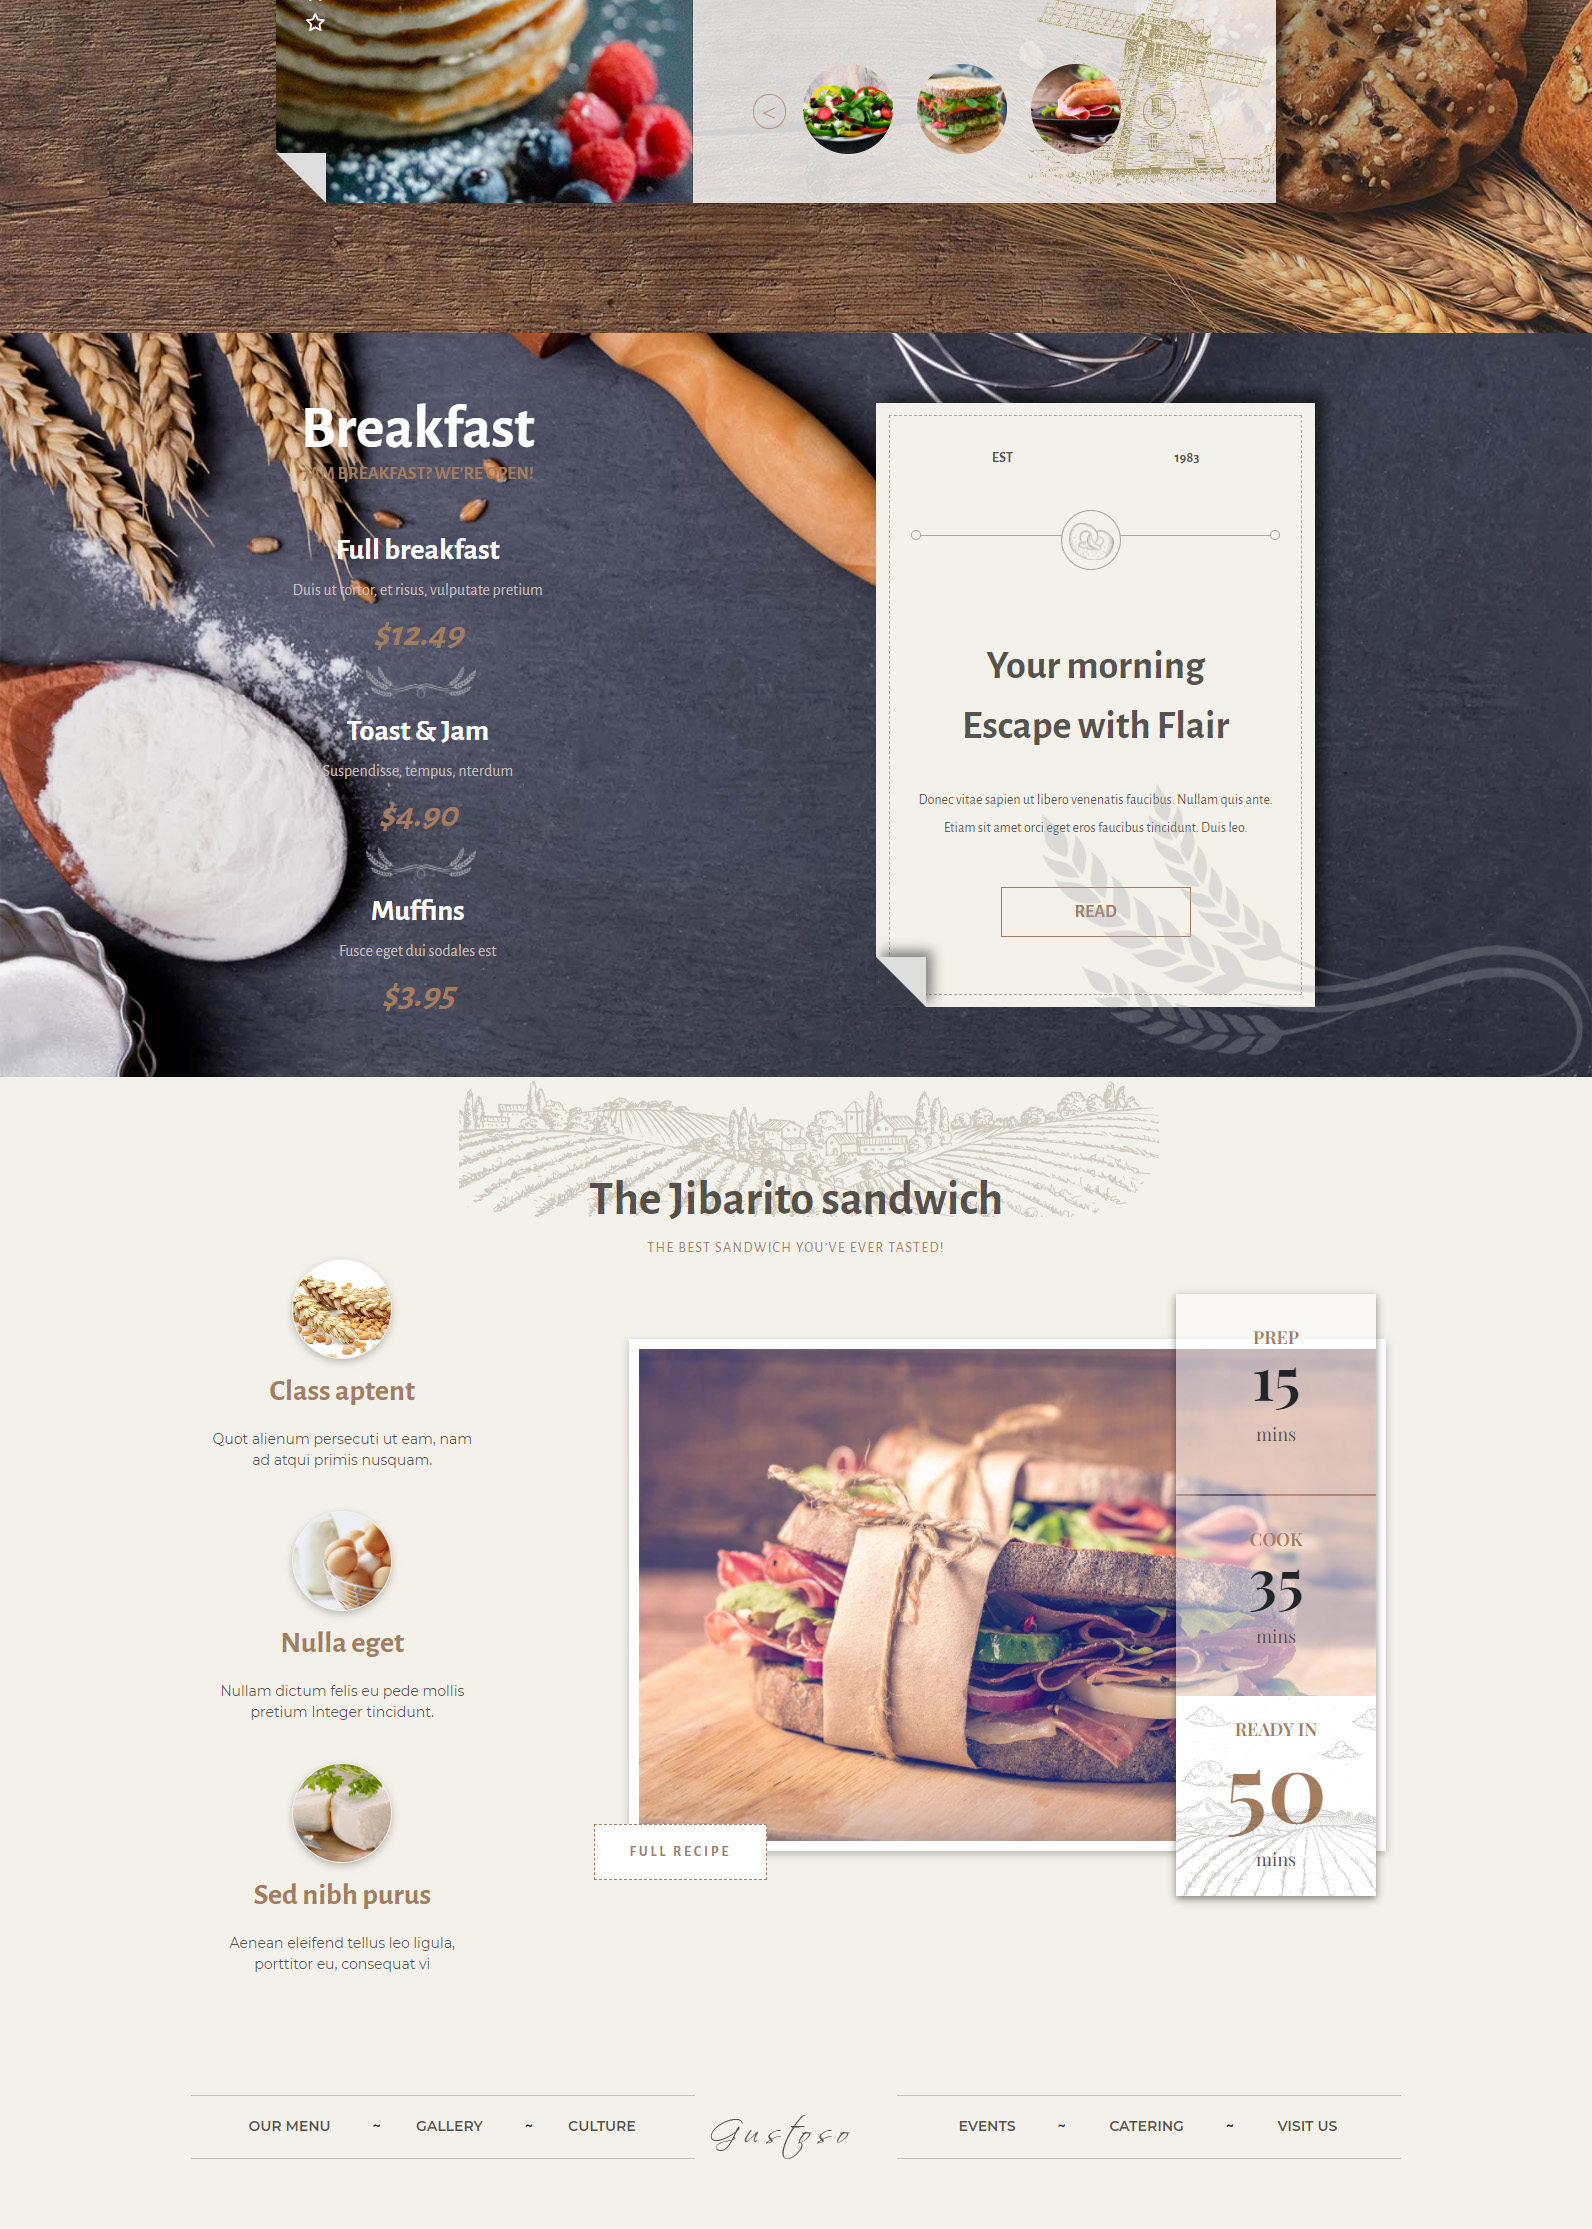 <
Breakfast
BREAKFAST? WE'RE OPEN!
Full breakfast
Duis ut tortor, et risus, vulputate pretium
$12.49
Toast & Jam
Suspendisse, tempus, nterdum
$4.90
Muffins
Fusce eget dui sodales est
$3.95
EST 1983
Your morning
Escape with Flair
Donec vitae sapien ut libero venenatis faucibus. Nullam quis ante.
Etiam sit amet orci eget eros faucibus tincidunt. Duis leo.
READ
The Jibarito sandwich
THE BEST SANDWICH YOU'VE EVER TASTED!
Class aptent
Quot alienum persecuti ut eam, nam
ad atqui primis nusquam.
Nulla eget
Nullam dictum felis eu pede mollis
pretium Integer tincidunt.
Sed nibh purus
Aenean eleifend tellus leo ligula,
porttitor eu, consequat vi
PREP
15
mins
COOK
35
mins
READY IN
50
mins
FULL RECIPE
OUR MENU ~ GALLERY ~ CULTURE Gustoso EVENTS ~ CATERING ~ VISIT US